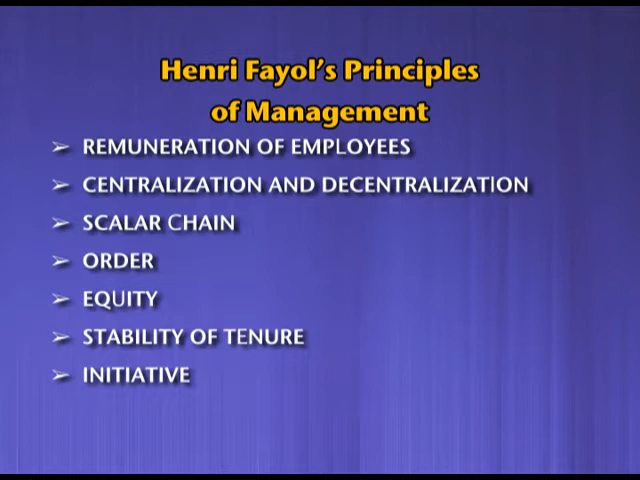 Henri Fayol's Principles
of Management
➢ REMUNERATION OF EMPLOYEES
➢ CENTRALIZATION AND DECENTRALIZATION
➢ SCALAR CHAIN
➢ ORDER
➢ EQUITY
➢ STABILITY OF TENURE
➢ INITIATIVE